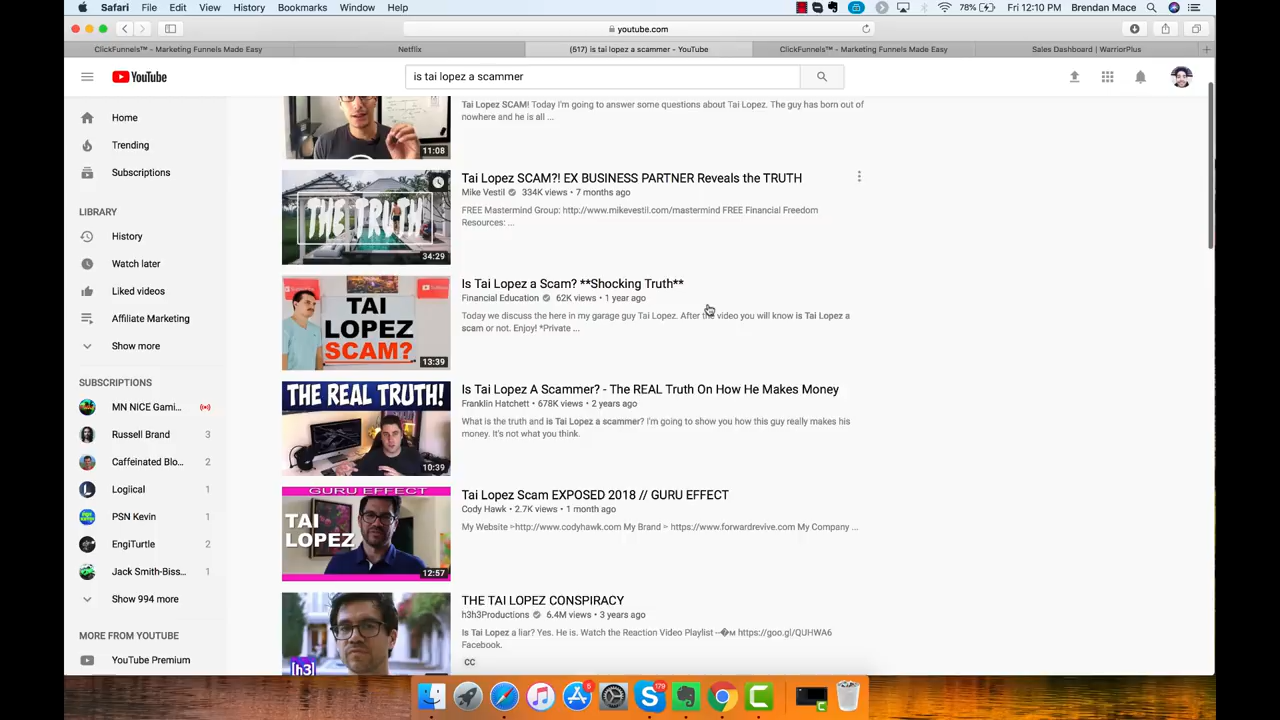 Safari File Edit View History Bookmarks Window Help
78% Fri 12:10 PM Brendan Mace
youtube.com
ClickFunnels™ – Marketing Funnels Made Easy
Netflix
(517) is tai lopez a scammer - YouTube
ClickFunnels™ – Marketing Funnels Made Easy
Sales Dashboard | WarriorPlus
YouTube
is tai lopez a scammer
Home
Trending
Subscriptions
LIBRARY
History
Watch later
Liked videos
Affiliate Marketing
Show more
SUBSCRIPTIONS
MN NICE Gami...
Russell Brand 3
Caffeinated Blo... 2
Logiical 1
PSN Kevin 1
EngiTurtle 2
Jack Smith-Biss... 1
Show 994 more
MORE FROM YOUTUBE
YouTube Premium
Tai Lopez SCAM! Today I'm going to answer some questions about Tai Lopez. The guy has born out of
nowhere and he is all ...
11:08
Tai Lopez SCAM?! EX BUSINESS PARTNER Reveals the TRUTH
Mike Vestil 334K views • 7 months ago
FREE Mastermind Group: http://www.mikevestil.com/mastermind FREE Financial Freedom
Resources: ...
THE TRUTH
34:29
Is Tai Lopez a Scam? **Shocking Truth**
Financial Education 62K views • 1 year ago
Today we discuss the here in my garage guy Tai Lopez. After the video you will know is Tai Lopez a
scam or not. Enjoy! *Private ...
TAI
LOPEZ
SCAM?
13:39
Is Tai Lopez A Scammer? - The REAL Truth On How He Makes Money
Franklin Hatchett • 678K views • 2 years ago
What is the truth and is Tai Lopez a scammer? I'm going to show you how this guy really makes his
money. It's not what you think.
THE REAL TRUTH!
10:39
Tai Lopez Scam EXPOSED 2018 // GURU EFFECT
Cody Hawk • 2.7K views • 1 month ago
My Website >http://www.codyhawk.com My Brand > https://www.forwardrevive.com My Company ...
GURU EFFECT
TAI
LOPEZ
12:57
THE TAI LOPEZ CONSPIRACY
h3h3Productions 6.4M views • 3 years ago
Is Tai Lopez a liar? Yes. He is. Watch the Reaction Video Playlist --�м https://goo.gl/QUHWA6
Facebook.
CC
[h3]
5
179